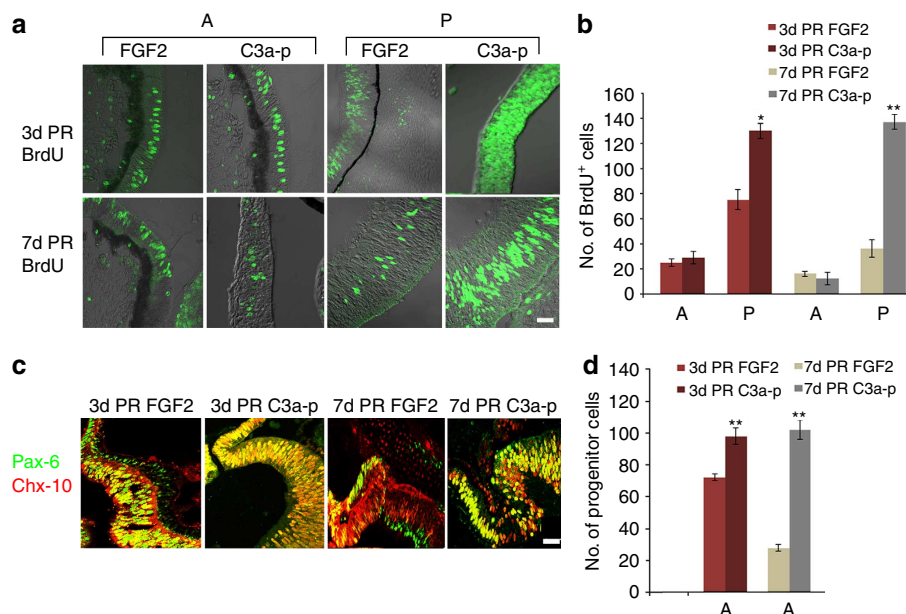 a
A
P
FGF2
C3a-p
FGF2
C3a-p
3d PR
BrdU
7d PR
BrdU
b
3d PR FGF2
3d PR C3a-p
7d PR FGF2
7d PR C3a-p
No. of BrdU⁺ cells
160
140
120
100
80
60
40
20
0
*
**
A
P
A
P
c
3d PR FGF2
3d PR C3a-p
7d PR FGF2
7d PR C3a-p
Pax-6
Chx-10
d
3d PR FGF2
3d PR C3a-p
7d PR FGF2
7d PR C3a-p
No. of progenitor cells
120
100
80
60
40
20
0
**
**
A
A